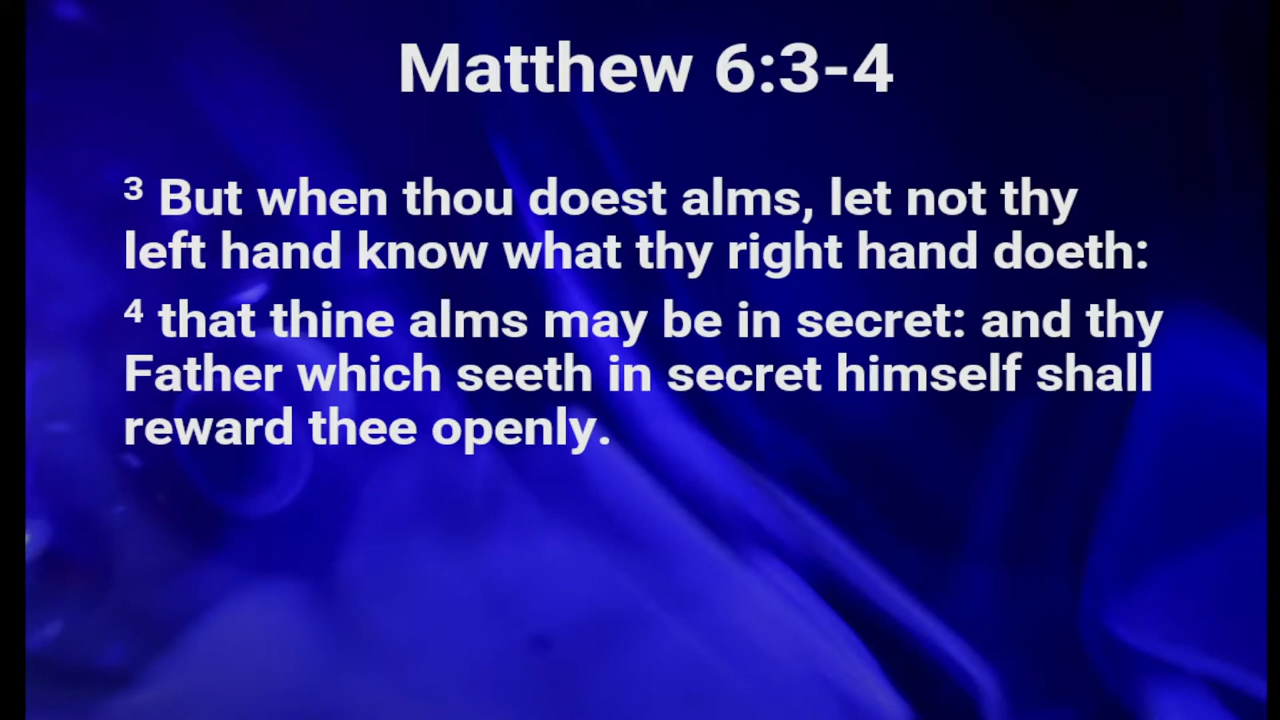 Matthew 6:3-4
³ But when thou doest alms, let not thy
left hand know what thy right hand doeth:
⁴ that thine alms may be in secret: and thy
Father which seeth in secret himself shall
reward thee openly.